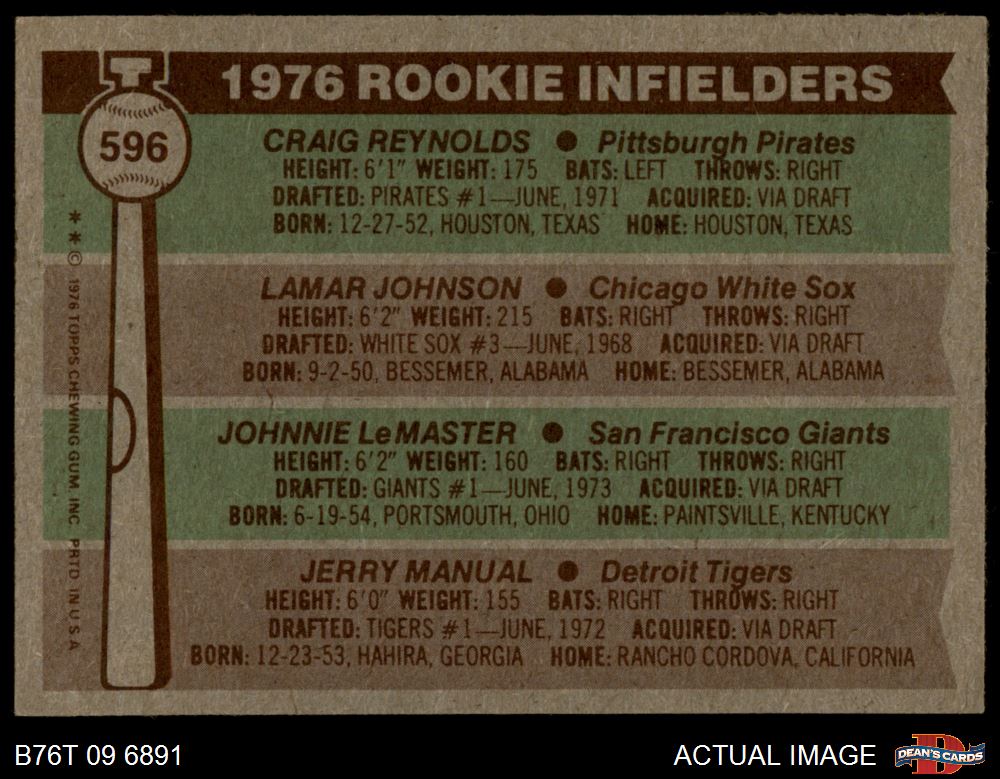 1976 ROOKIE INFIELDERS
596
CRAIG REYNOLDS ● Pittsburgh Pirates
HEIGHT: 6'1" WEIGHT: 175 BATS: LEFT THROWS: RIGHT
DRAFTED: PIRATES #1—JUNE, 1971 ACQUIRED: VIA DRAFT
BORN: 12-27-52, HOUSTON, TEXAS HOME: HOUSTON, TEXAS
LAMAR JOHNSON ● Chicago White Sox
HEIGHT: 6'2" WEIGHT: 215 BATS: RIGHT THROWS: RIGHT
DRAFTED: WHITE SOX #3—JUNE, 1968 ACQUIRED: VIA DRAFT
BORN: 9-2-50, BESSEMER, ALABAMA HOME: BESSEMER, ALABAMA
JOHNNIE LeMASTER ● San Francisco Giants
HEIGHT: 6'2" WEIGHT: 160 BATS: RIGHT THROWS: RIGHT
DRAFTED: GIANTS #1—JUNE, 1973 ACQUIRED: VIA DRAFT
BORN: 6-19-54, PORTSMOUTH, OHIO HOME: PAINTSVILLE, KENTUCKY
JERRY MANUAL ● Detroit Tigers
HEIGHT: 6'0" WEIGHT: 155 BATS: RIGHT THROWS: RIGHT
DRAFTED: TIGERS #1—JUNE, 1972 ACQUIRED: VIA DRAFT
BORN: 12-23-53, HAHIRA, GEORGIA HOME: RANCHO CORDOVA, CALIFORNIA
* * © 1976 TOPPS CHEWING GUM, INC. PRTD. IN U.S.A.
B76T 09 6891
ACTUAL IMAGE
D
DEAN'S CARDS